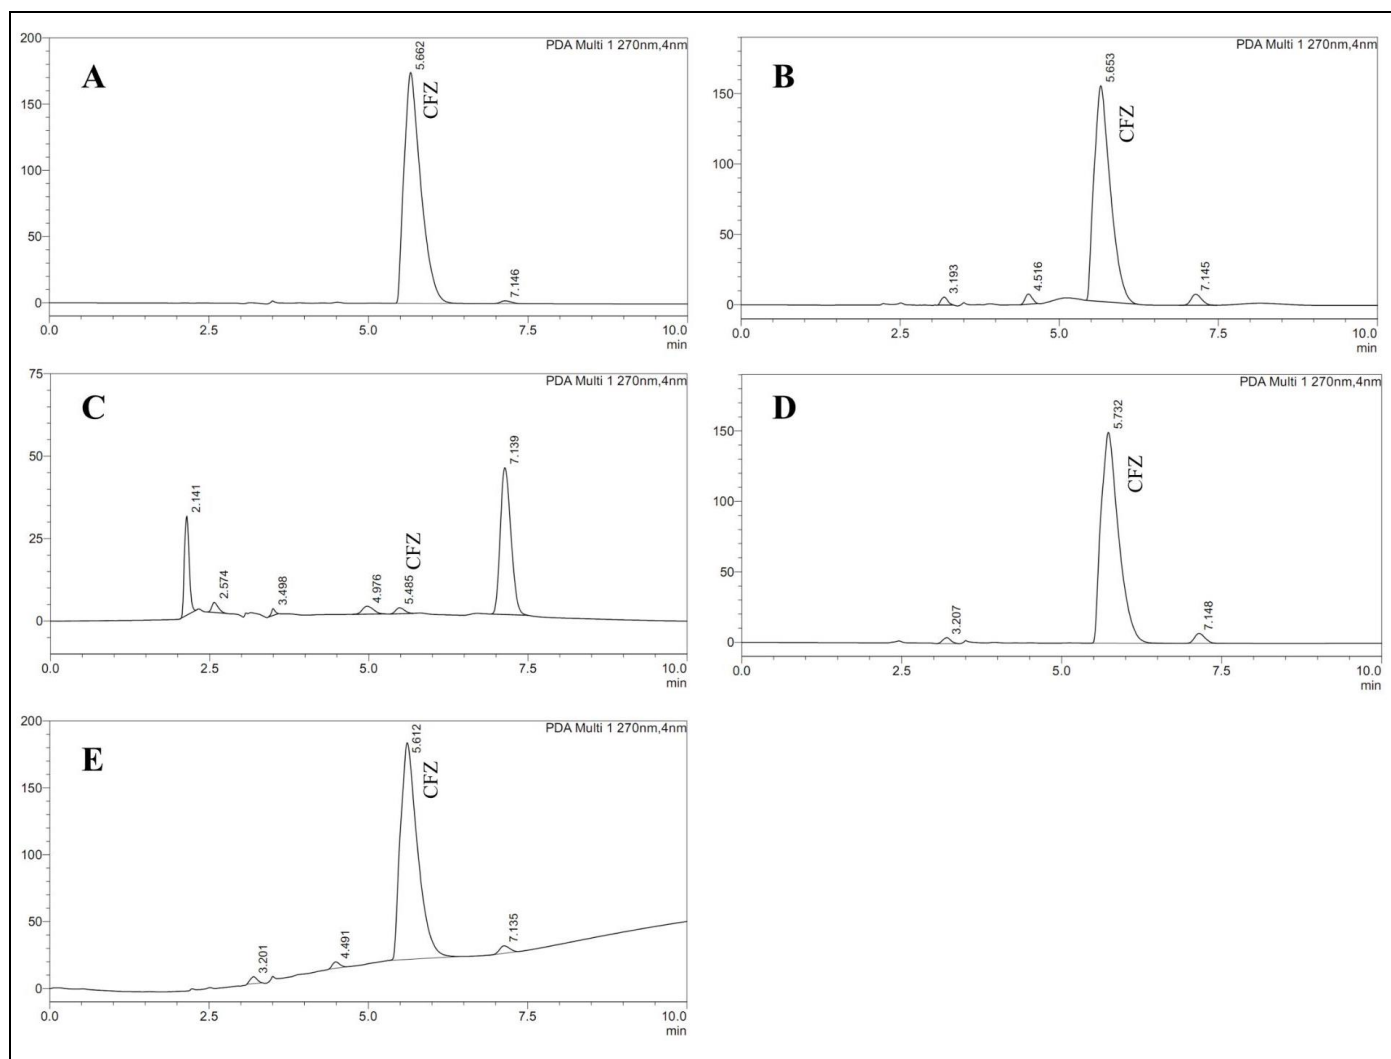 PDA Multi 1 270nm,4nm
A
200
150
100
50
0
5.662
CFZ
7.146
0.0 2.5 5.0 7.5 10.0
min
PDA Multi 1 270nm,4nm
B
150
100
50
0
3.193
4.516
5.653
CFZ
7.145
0.0 2.5 5.0 7.5 10.0
min
PDA Multi 1 270nm,4nm
C
75
50
25
0
2.141
2.574
3.498
4.976
5.485
CFZ
7.139
0.0 2.5 5.0 7.5 10.0
min
PDA Multi 1 270nm,4nm
D
150
100
50
0
3.207
5.732
CFZ
7.148
0.0 2.5 5.0 7.5 10.0
min
PDA Multi 1 270nm,4nm
E
200
150
100
50
0
3.201
4.491
5.612
CFZ
7.135
0.0 2.5 5.0 7.5 10.0
min